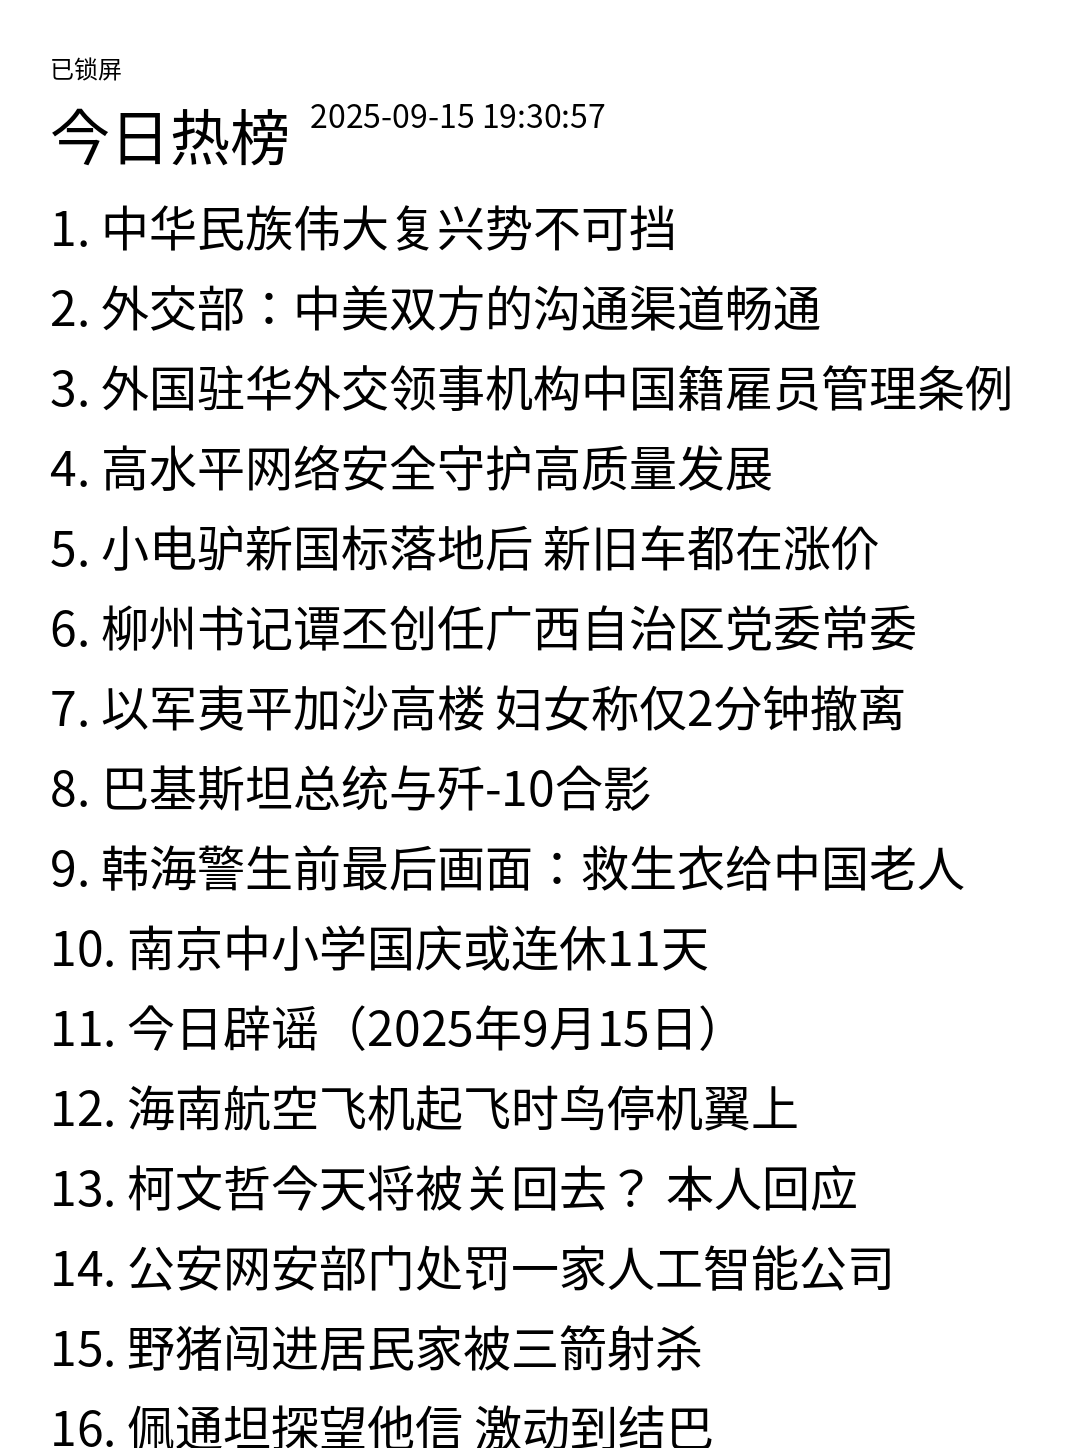 已锁屏
今日热榜 2025-09-15 19:30:57
1. 中华民族伟大复兴势不可挡
2. 外交部：中美双方的沟通渠道畅通
3. 外国驻华外交领事机构中国籍雇员管理条例
4. 高水平网络安全守护高质量发展
5. 小电驴新国标落地后 新旧车都在涨价
6. 柳州书记谭丕创任广西自治区党委常委
7. 以军夷平加沙高楼 妇女称仅2分钟撤离
8. 巴基斯坦总统与歼-10合影
9. 韩海警生前最后画面：救生衣给中国老人
10. 南京中小学国庆或连休11天
11. 今日辟谣（2025年9月15日）
12. 海南航空飞机起飞时鸟停机翼上
13. 柯文哲今天将被关回去？ 本人回应
14. 公安网安部门处罚一家人工智能公司
15. 野猪闯进居民家被三箭射杀
16. 佩通坦探望他信 激动到结巴